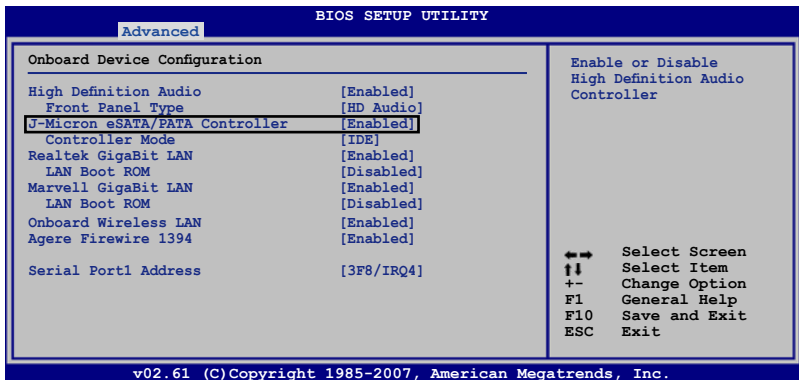 BIOS SETUP UTILITY
Advanced
Onboard Device Configuration
High Definition Audio [Enabled]
Front Panel Type [HD Audio]
J-Micron eSATA/PATA Controller [Enabled]
Controller Mode [IDE]
Realtek GigaBit LAN [Enabled]
LAN Boot ROM [Disabled]
Marvell GigaBit LAN [Enabled]
LAN Boot ROM [Disabled]
Onboard Wireless LAN [Enabled]
Agere Firewire 1394 [Enabled]
Serial Port1 Address [3F8/IRQ4]
Enable or Disable
High Definition Audio
Controller
←→ Select Screen
↑↓ Select Item
+- Change Option
F1 General Help
F10 Save and Exit
ESC Exit
v02.61 (C)Copyright 1985-2007, American Megatrends, Inc.